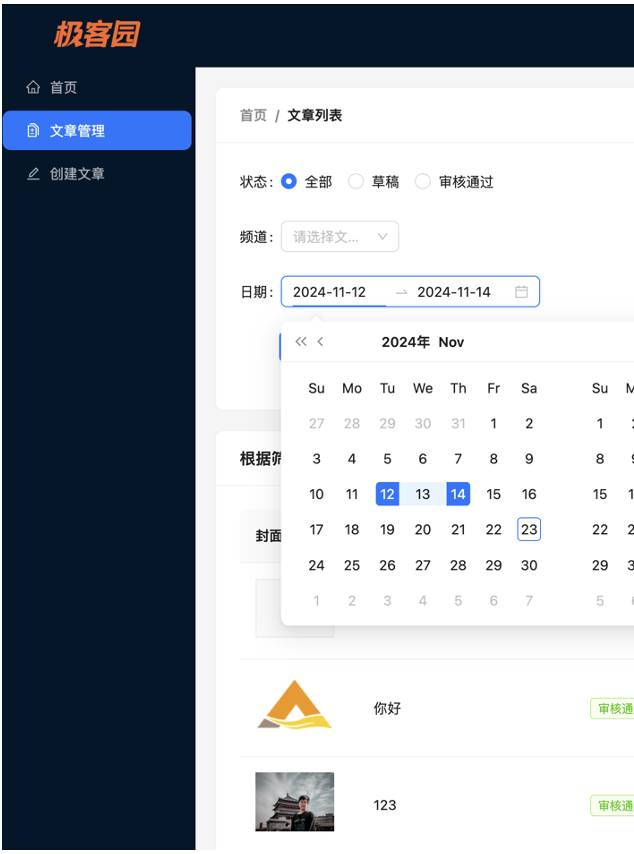 极客园
首页
文章管理
创建文章
首页 / 文章列表
状态: 全部 草稿 审核通过
频道: 请选择文...
日期: 2024-11-12 → 2024-11-14
2024年 Nov
Su Mo Tu We Th Fr Sa Su
27 28 29 30 31 1 2 1
3 4 5 6 7 8 9 8
10 11 12 13 14 15 16 15
17 18 19 20 21 22 23 22
24 25 26 27 28 29 30 29
1 2 3 4 5 6 7 5
根据筛
封面
你好 审核通
123 审核通